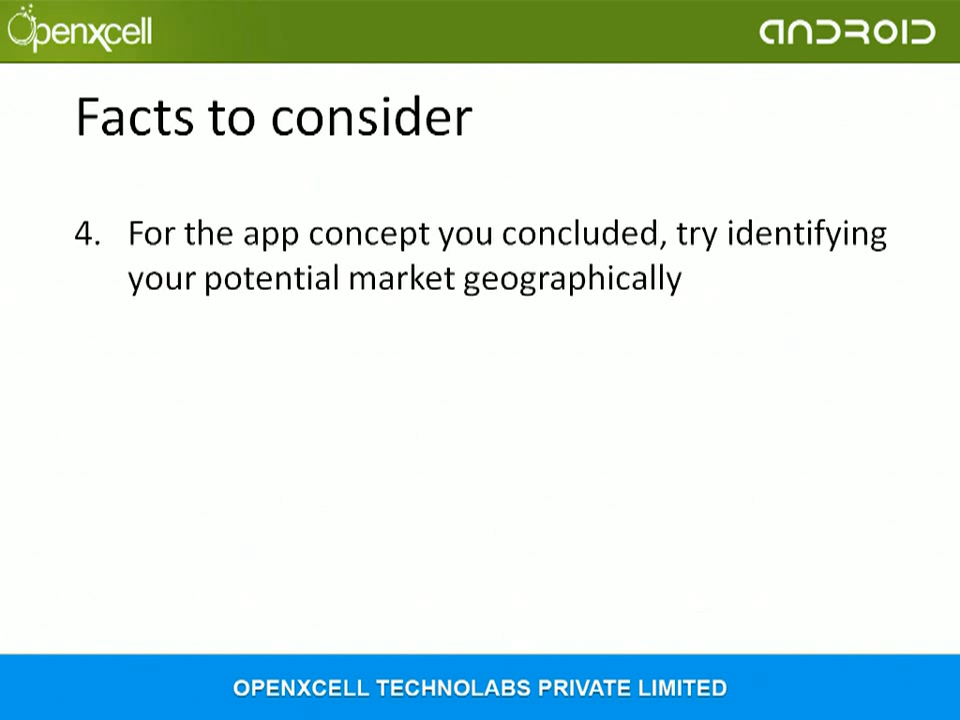 Openxcell
ANDROID
Facts to consider
4. For the app concept you concluded, try identifying
your potential market geographically
OPENXCELL TECHNOLABS PRIVATE LIMITED